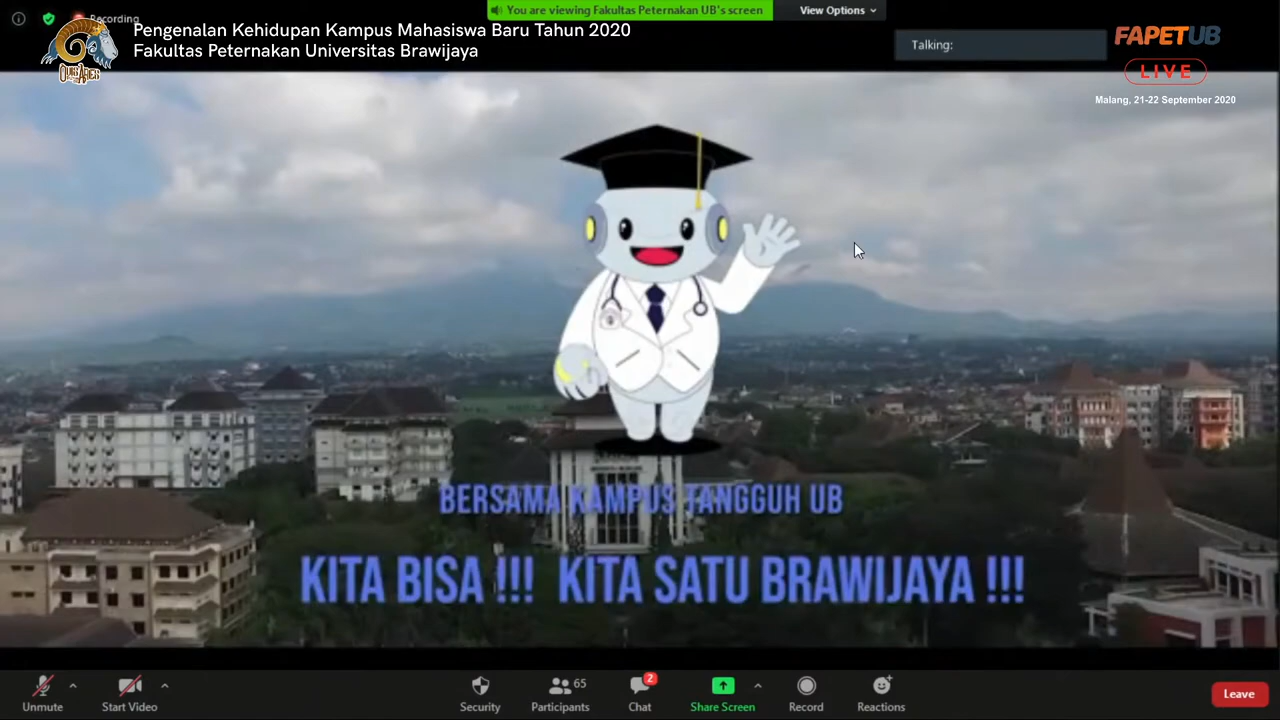 You are viewing Fakultas Peternakan UB's screen
View Options
Recording
Pengenalan Kehidupan Kampus Mahasiswa Baru Tahun 2020
Fakultas Peternakan Universitas Brawijaya
Talking:
FAPETUB
LIVE
Malang, 21-22 September 2020
BERSAMA KAMPUS TANGGUH UB
KITA BISA !!! KITA SATU BRAWIJAYA !!!
Unmute
Start Video
Security
65
Participants
2
Chat
Share Screen
Record
Reactions
Leave